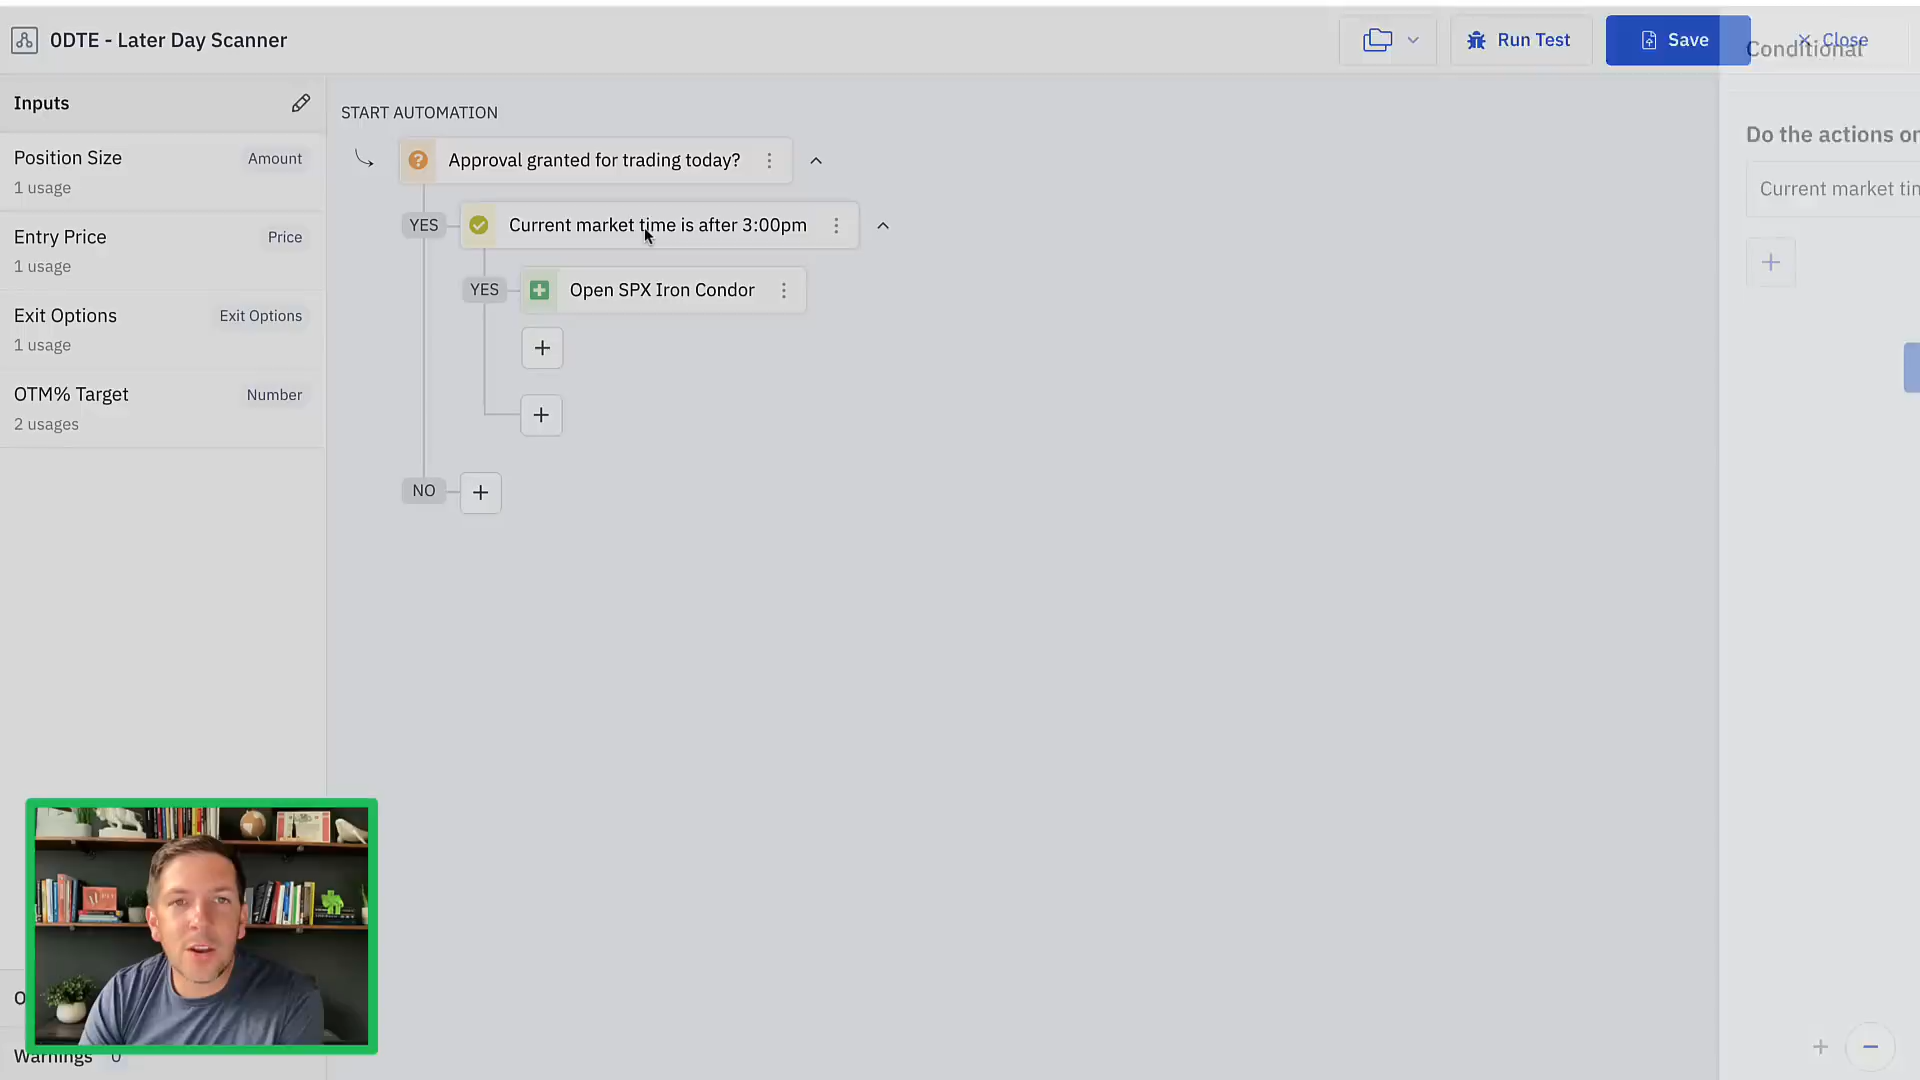 0DTE - Later Day Scanner
Run Test
Save
Close
Conditional
Inputs
Position Size
Amount
1 usage
Entry Price
Price
1 usage
Exit Options
Exit Options
1 usage
OTM% Target
Number
2 usages
START AUTOMATION
Approval granted for trading today?
YES
Current market time is after 3:00pm
YES
Open SPX Iron Condor
NO
Do the actions on
Current market tim
Warnings 0